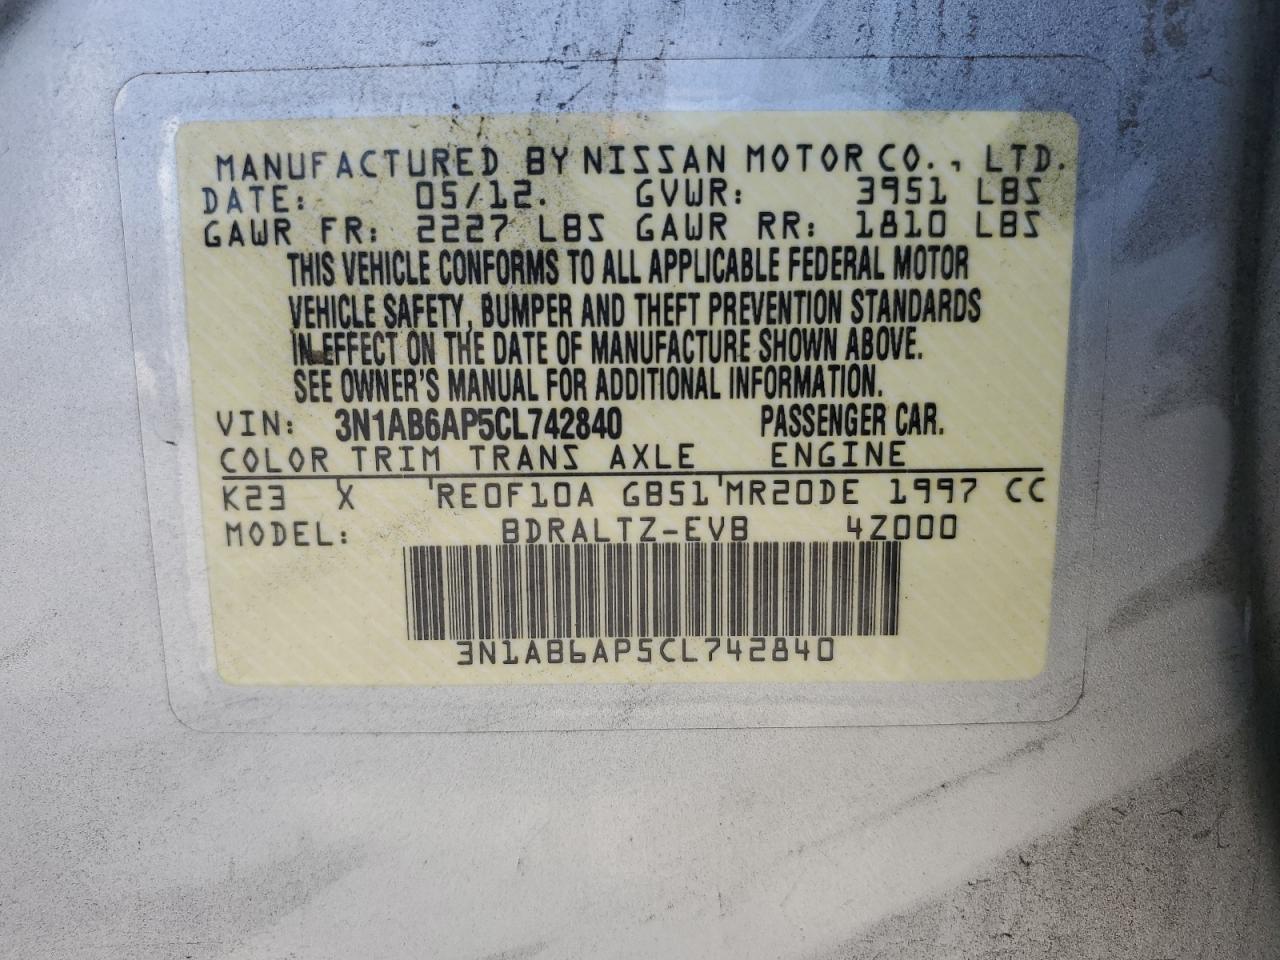 MANUFACTURED BY NISSAN MOTOR CO., LTD.
DATE: 05/12. GVWR: 3951 LBS
GAWR FR: 2227 LBS GAWR RR: 1810 LBS
THIS VEHICLE CONFORMS TO ALL APPLICABLE FEDERAL MOTOR
VEHICLE SAFETY, BUMPER AND THEFT PREVENTION STANDARDS
IN EFFECT ON THE DATE OF MANUFACTURE SHOWN ABOVE.
SEE OWNER'S MANUAL FOR ADDITIONAL INFORMATION.
VIN: 3N1AB6AP5CL742840 PASSENGER CAR.
COLOR TRIM TRANS AXLE ENGINE
K23 X RE0F10A GB51 MR20DE 1997 CC
MODEL: BDRALTZ-EVB 4Z000
3N1AB6AP5CL742840